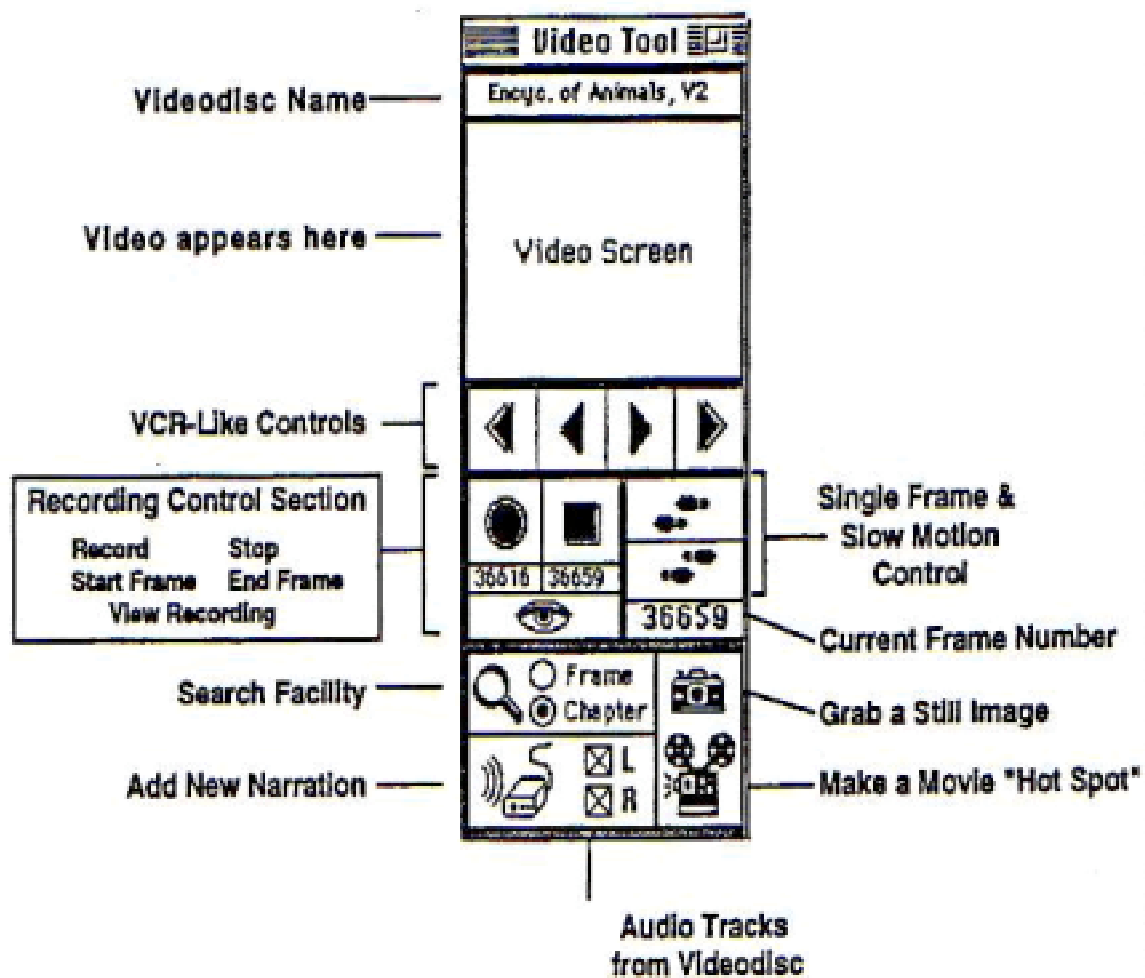 Video Tool
Videodisc Name
Encyc. of Animals, V2
Video appears here
Video Screen
VCR-Like Controls
Recording Control Section
Record Stop
Start Frame End Frame
View Recording
36616 36659
Single Frame &
Slow Motion
Control
36659
Current Frame Number
Search Facility
Frame
Chapter
Grab a Still Image
Add New Narration
L
R
Make a Movie "Hot Spot"
Audio Tracks
from Videodisc